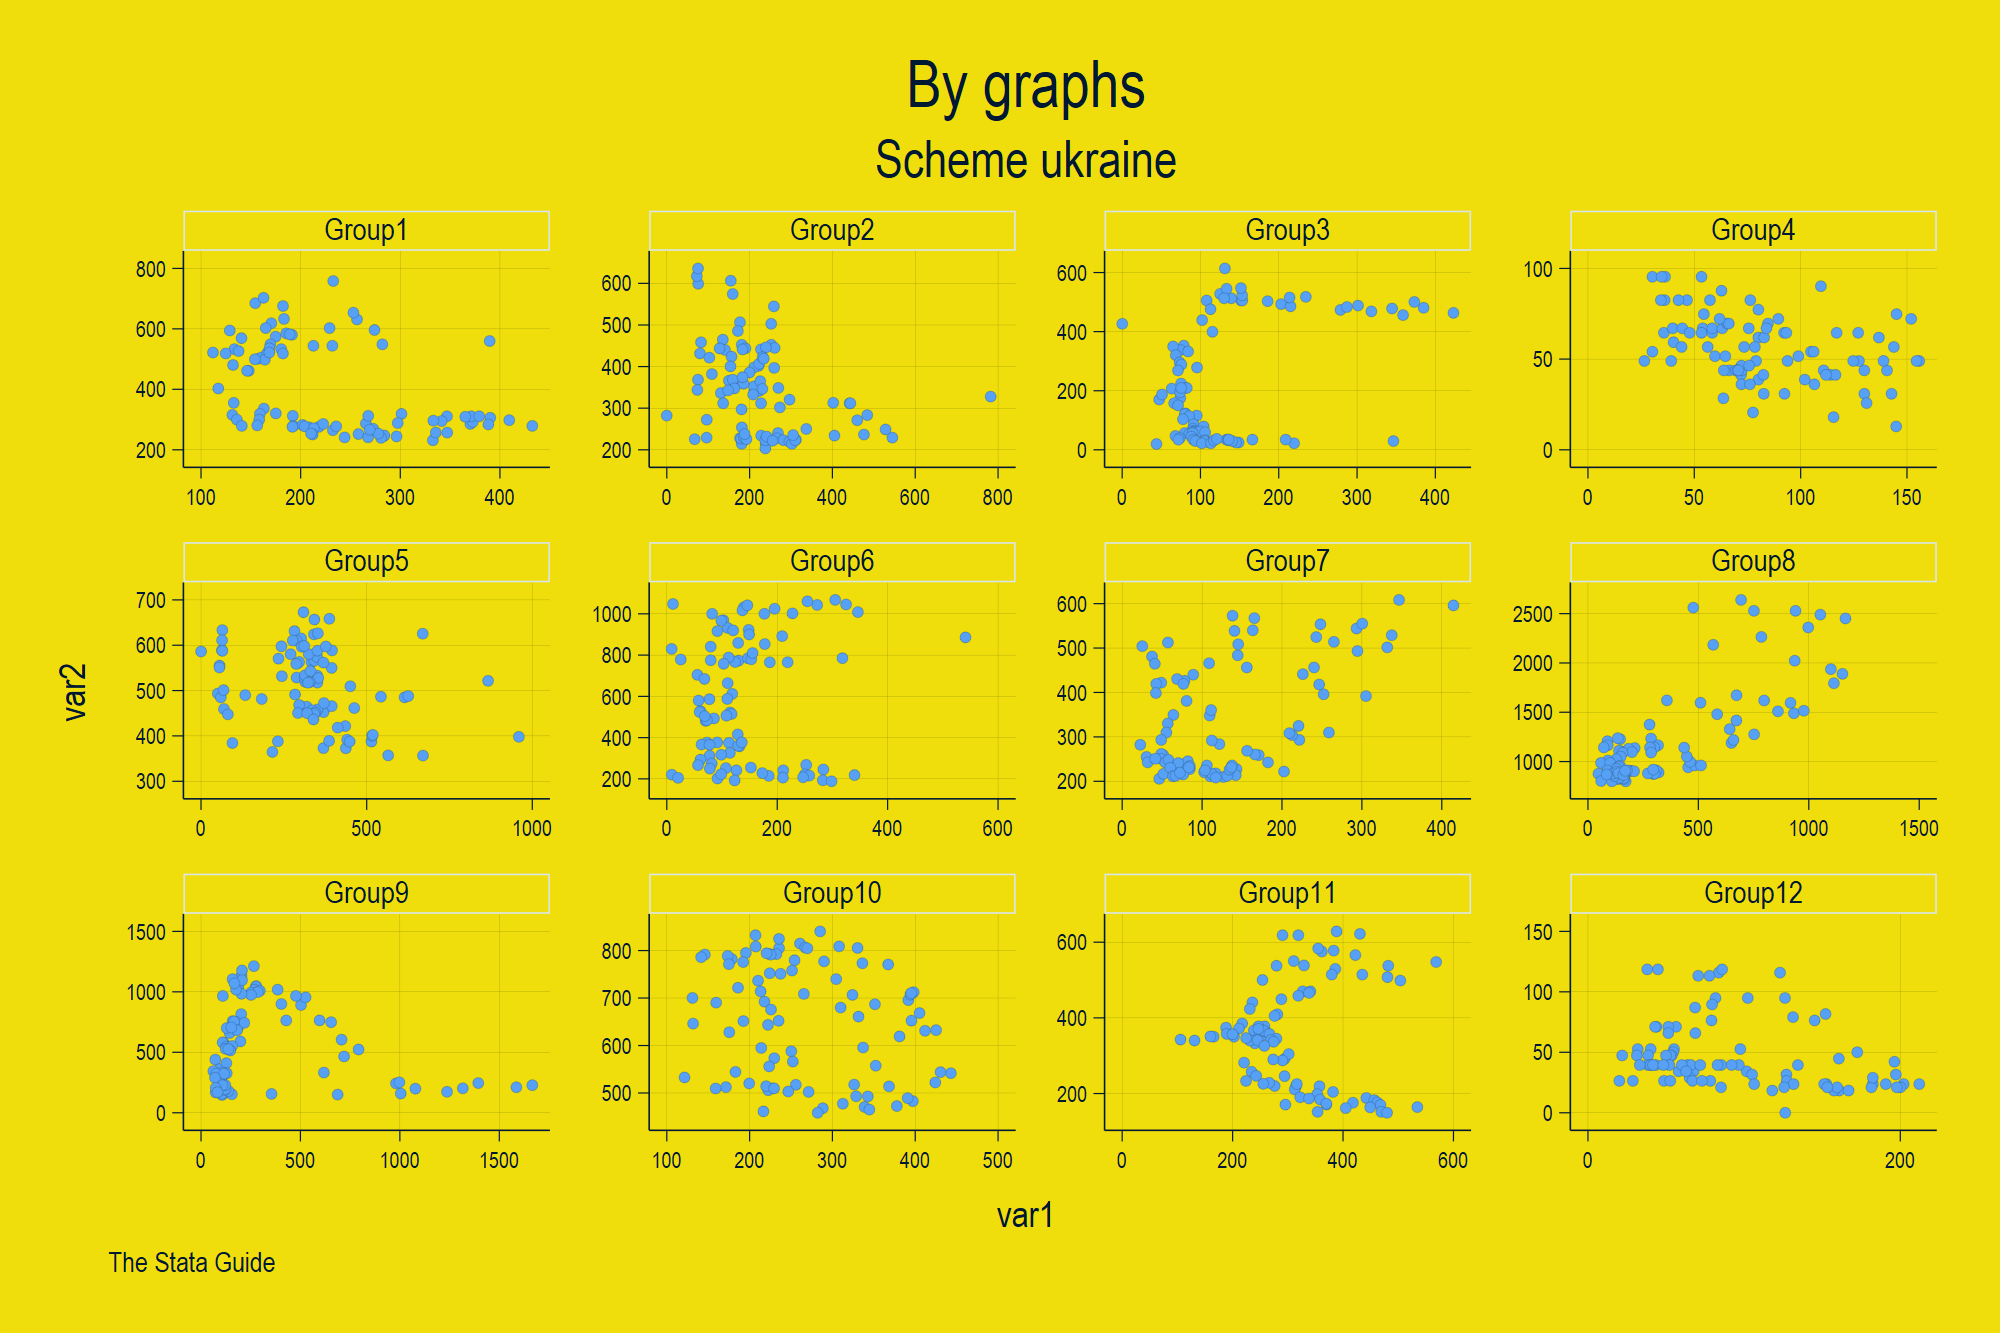 By graphs
Scheme ukraine
Group1
Group2
Group3
Group4
800
600
400
200
100 200 300 400
600
500
400
300
200
0 200 400 600 800
600
400
200
0
0 100 200 300 400
100
50
0
0 50 100 150
Group5
Group6
Group7
Group8
700
600
500
400
300
0 500 1000
1000
800
600
400
200
0 200 400 600
600
500
400
300
200
0 100 200 300 400
2500
2000
1500
1000
0 500 1000 1500
var2
Group9
Group10
Group11
Group12
1500
1000
500
0
0 500 1000 1500
800
700
600
500
100 200 300 400 500
600
400
200
0 200 400 600
150
100
50
0
0 200
var1
The Stata Guide